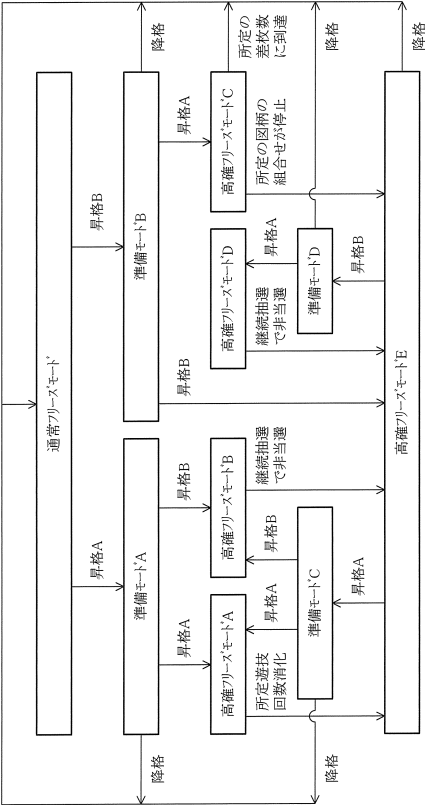 通常フリーズモード
昇格A
昇格B
準備モードA
準備モードB
降格
昇格A
昇格B
昇格B
昇格A
降格
高確フリーズモードA
高確フリーズモードB
高確フリーズモードD
高確フリーズモードC
所定遊技
回数消化
昇格A
昇格B
継続抽選
で非当選
継続抽選
で非当選
昇格A
所定の図柄の
組合せが停止
所定の
差枚数
に到達
準備モードC
準備モードD
降格
昇格A
昇格B
降格
高確フリーズモードE
降格